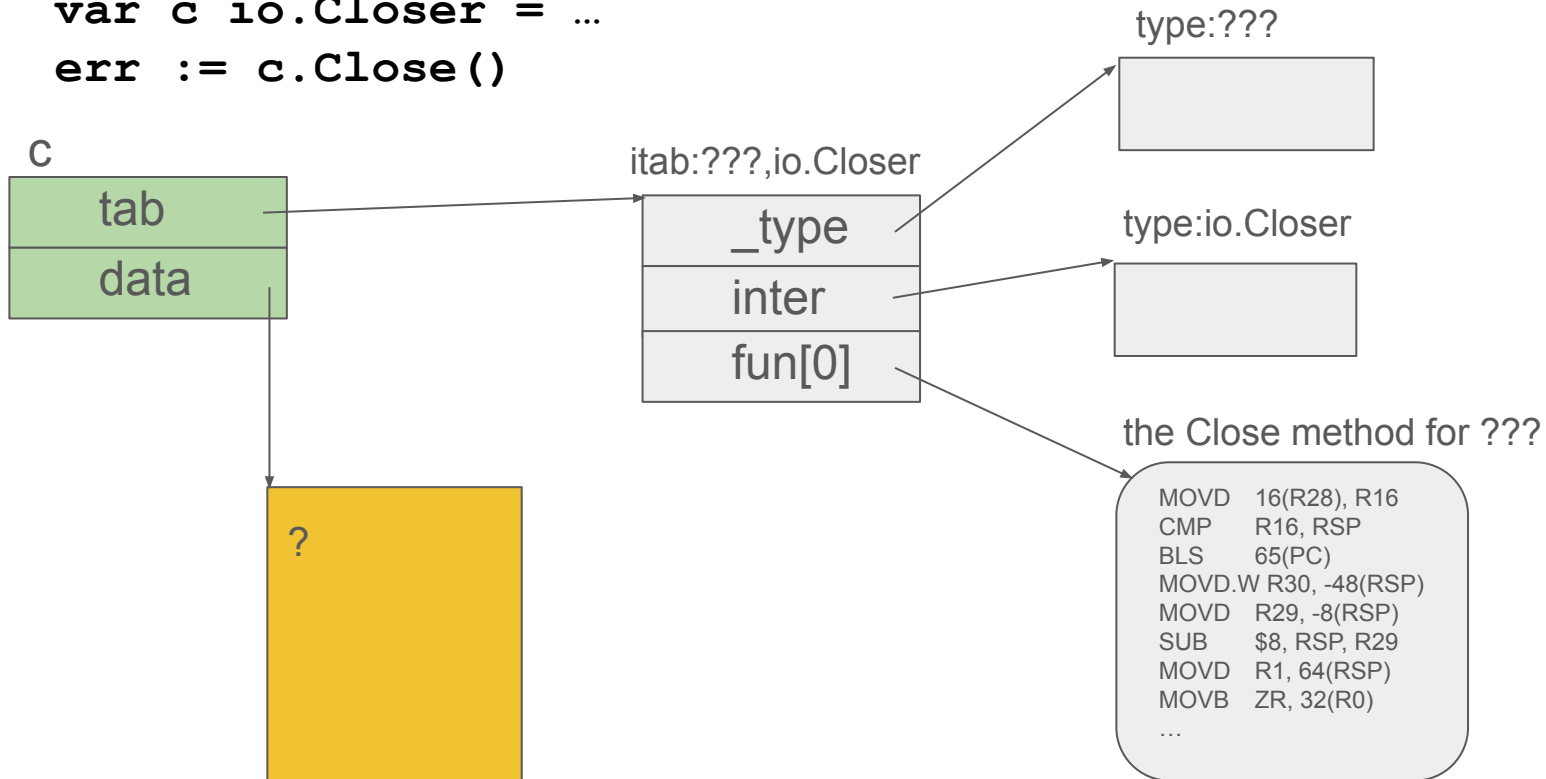 var c io.Closer = …
err := c.Close()
c
tab
data
?
itab:???,io.Closer
_type
inter
fun[0]
type:???
type:io.Closer
the Close method for ???
MOVD 16(R28), R16
CMP R16, RSP
BLS 65(PC)
MOVD.W R30, -48(RSP)
MOVD R29, -8(RSP)
SUB $8, RSP, R29
MOVD R1, 64(RSP)
MOVB ZR, 32(R0)
…